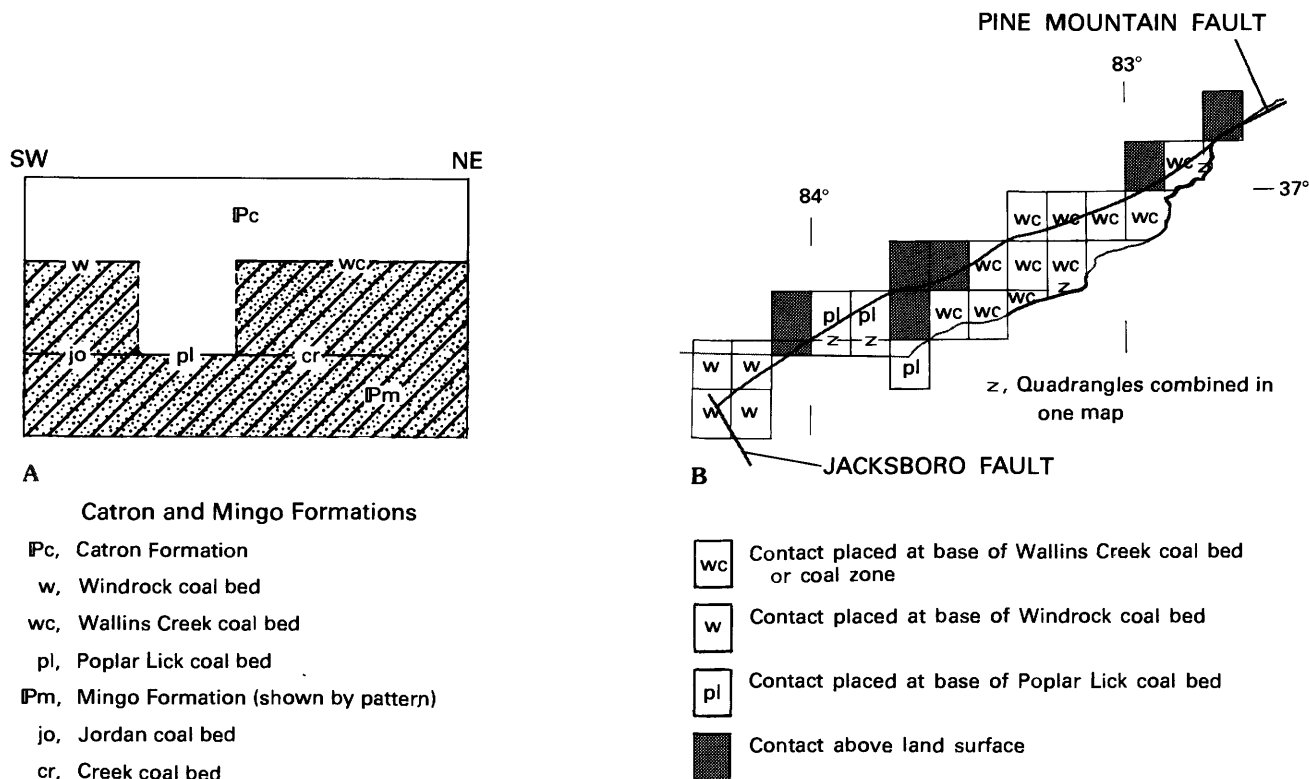 SW
NE
ℙc
w
wc
jo
pl
cr
ℙm
A
Catron and Mingo Formations
ℙc, Catron Formation
w, Windrock coal bed
wc, Wallins Creek coal bed
pl, Poplar Lick coal bed
ℙm, Mingo Formation (shown by pattern)
jo, Jordan coal bed
cr, Creek coal bed
PINE MOUNTAIN FAULT
83°
wc z
37°
84°
wc wc wc wc
wc wc wc
z
pl pl wc wc wc
z z
w w pl
w w
z, Quadrangles combined in
one map
JACKSBORO FAULT
B
wc Contact placed at base of Wallins Creek coal bed
or coal zone
w Contact placed at base of Windrock coal bed
pl Contact placed at base of Poplar Lick coal bed
Contact above land surface